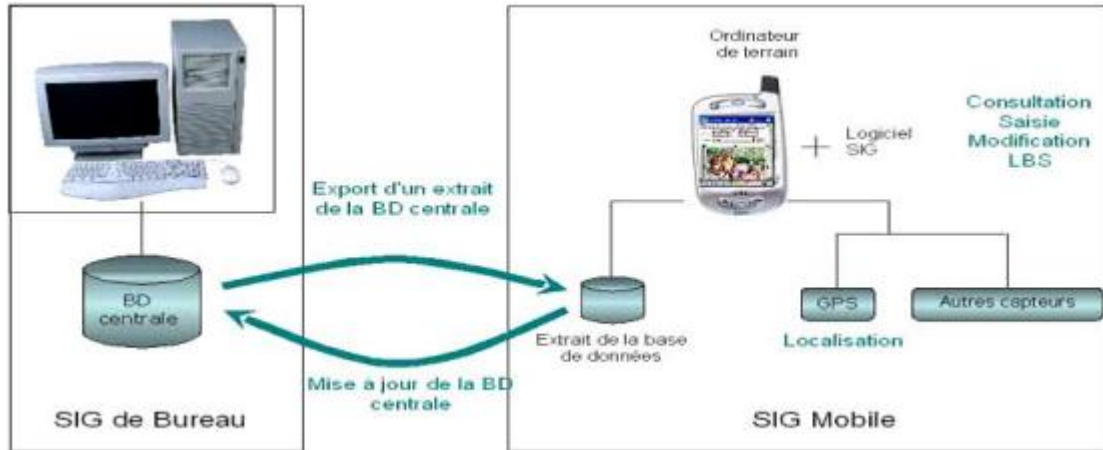 BD
centrale
SIG de Bureau
Export d'un extrait
de la BD centrale
Mise à jour de la BD
centrale
Ordinateur
de terrain
Logiciel
SIG
Consultation
Saisie
Modification
LBS
Extrait de la base
de données
GPS
Localisation
Autres capteurs
SIG Mobile